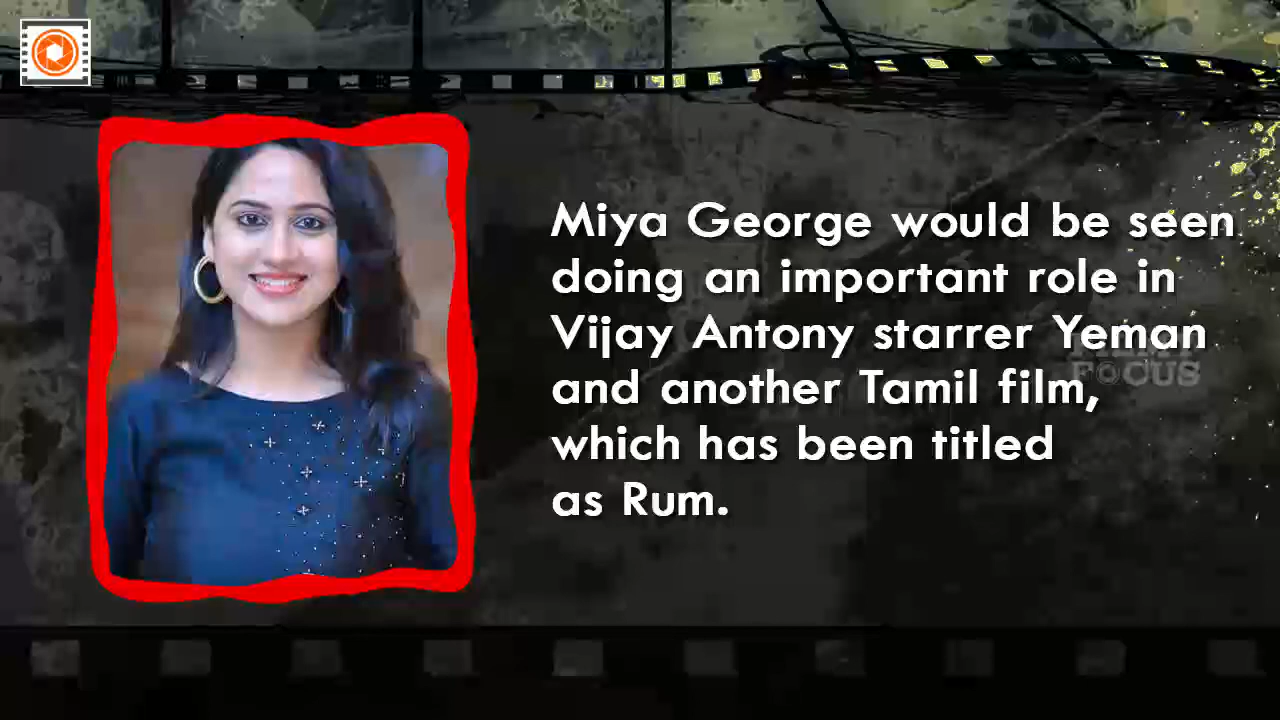 Miya George would be seen
doing an important role in
Vijay Antony starrer Yeman
and another Tamil film,
which has been titled
as Rum.
FOCUS